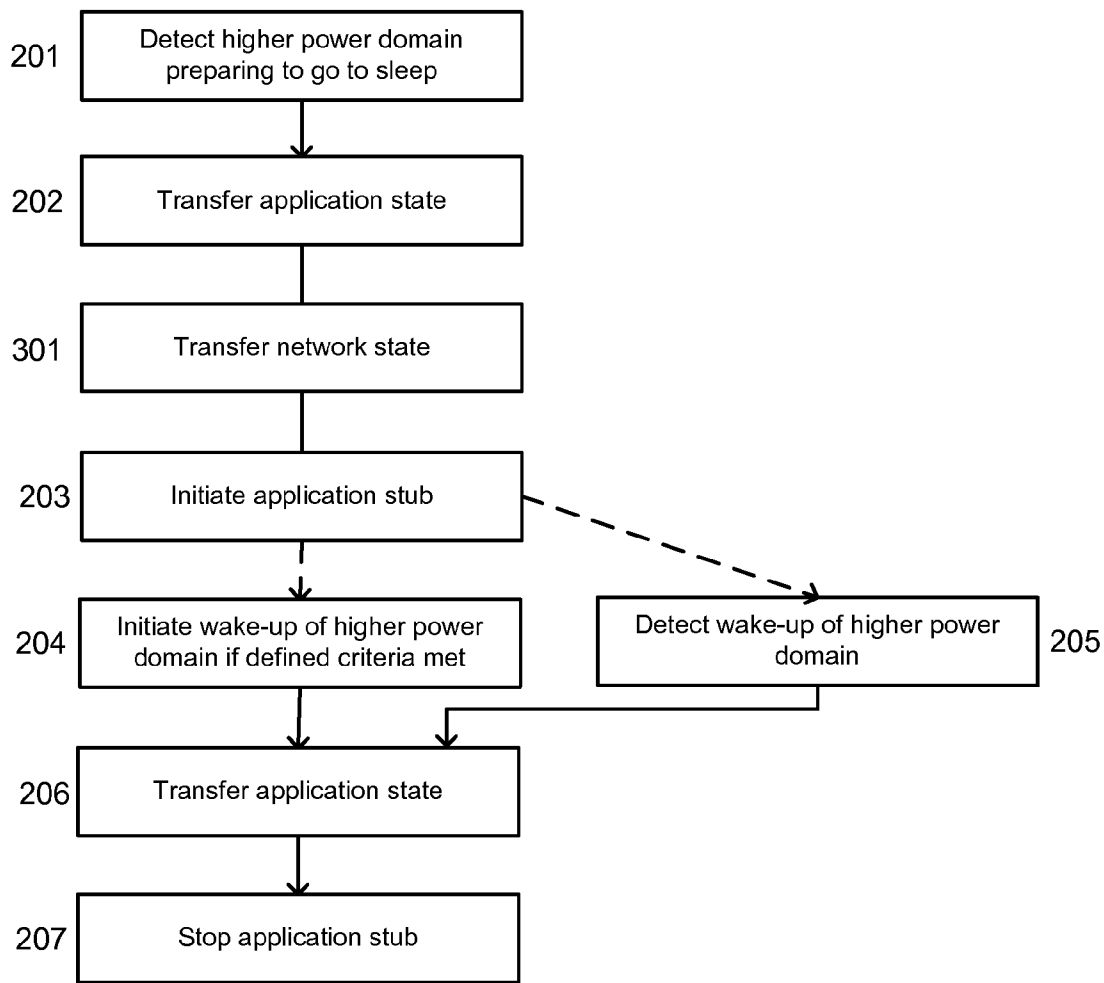 201
Detect higher power domain
preparing to go to sleep
202
Transfer application state
301
Transfer network state
203
Initiate application stub
204
Initiate wake-up of higher power
domain if defined criteria met
Detect wake-up of higher power
domain
205
206
Transfer application state
207
Stop application stub